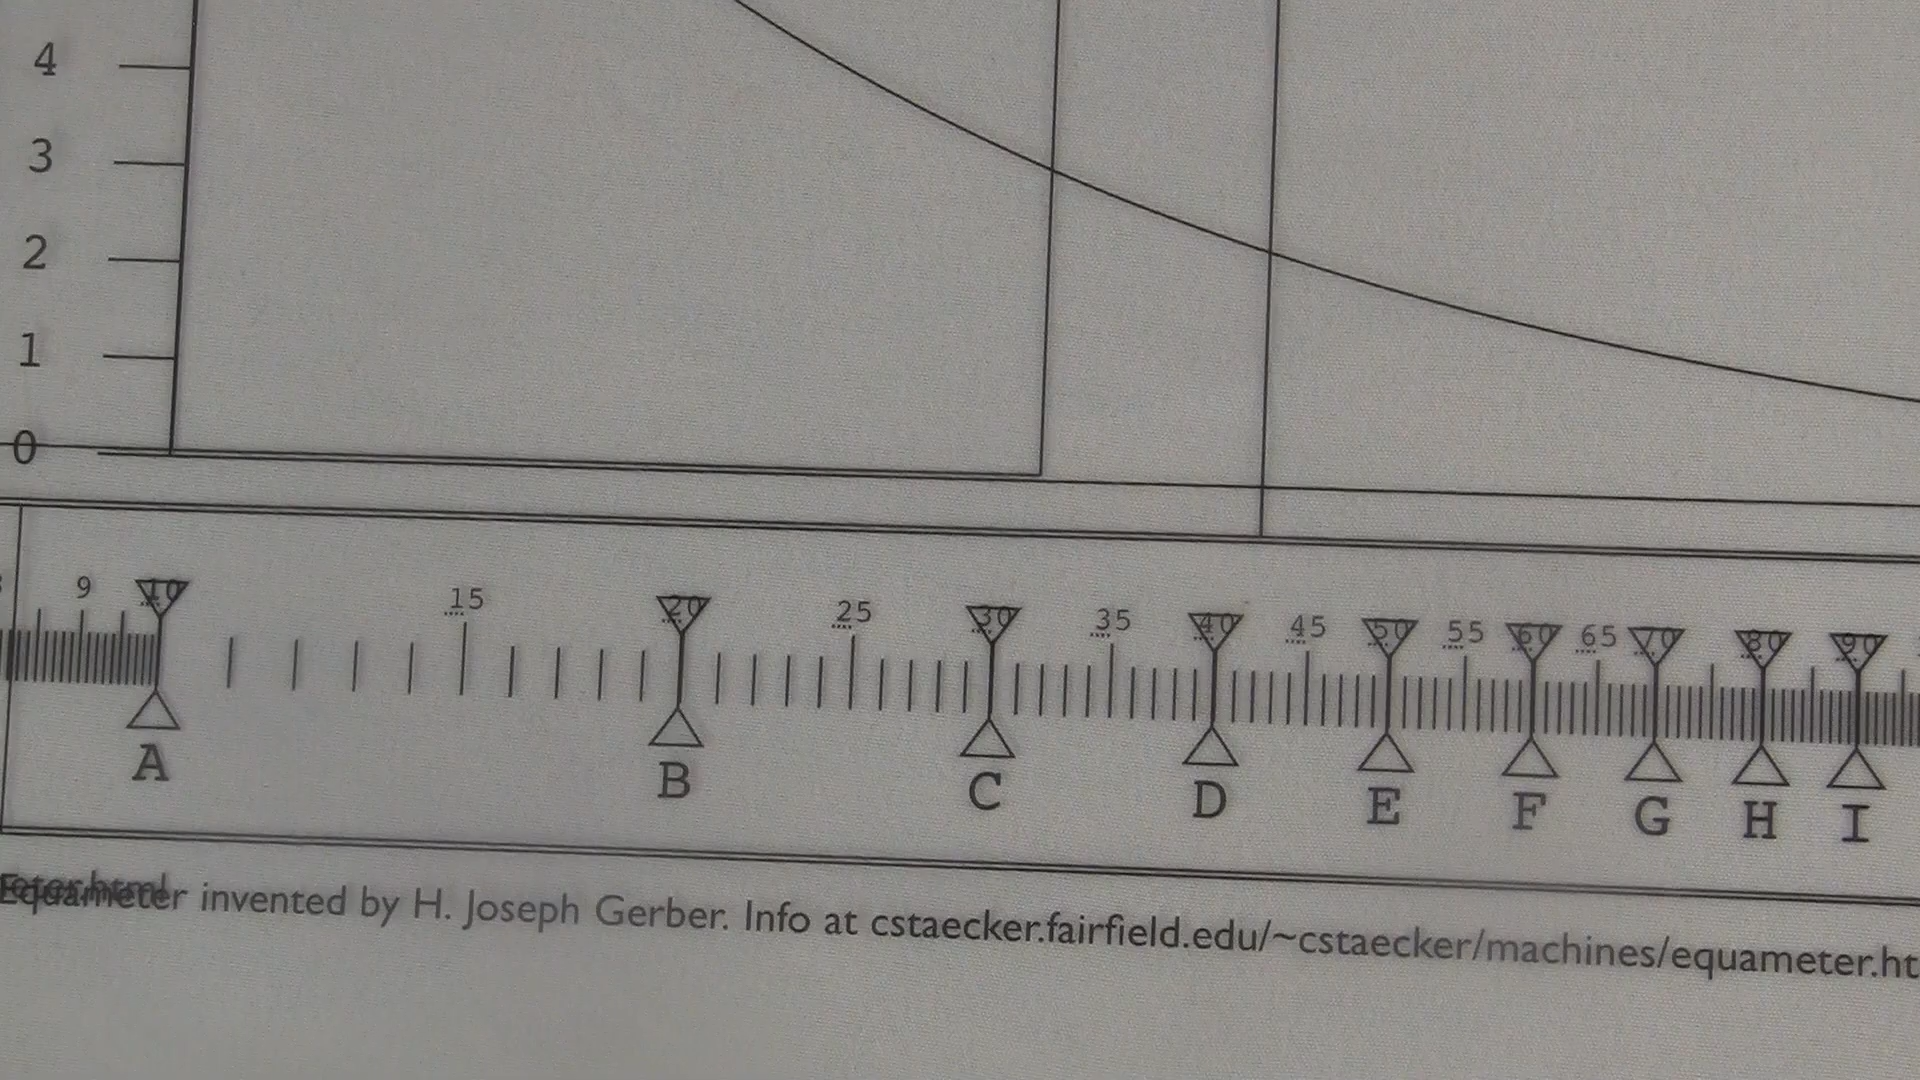 4
3
2
1
0
9 10 15 20 25 30 35 40 45 50 55 60 65 70 80 90
A B C D E F G H I
Equameter invented by H. Joseph Gerber. Info at cstaecker.fairfield.edu/~cstaecker/machines/equameter.ht